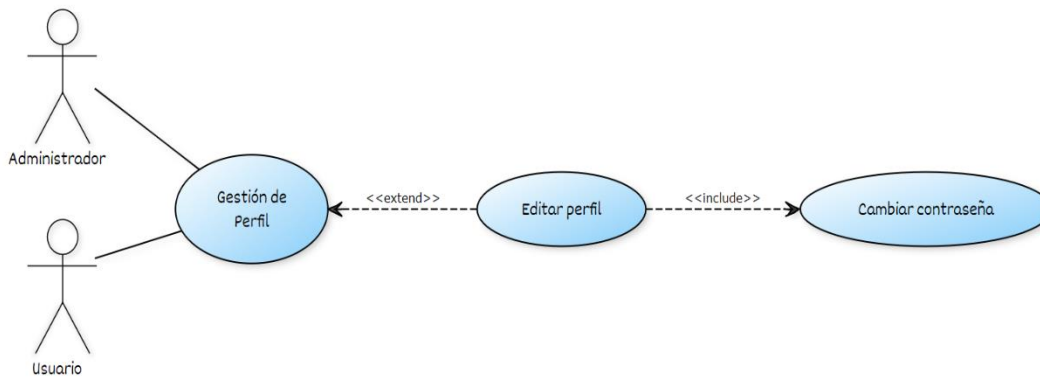 Administrador
Gestión de
Perfil
<<extend>>
Editar perfil
<<include>>
Cambiar contraseña
Usuario